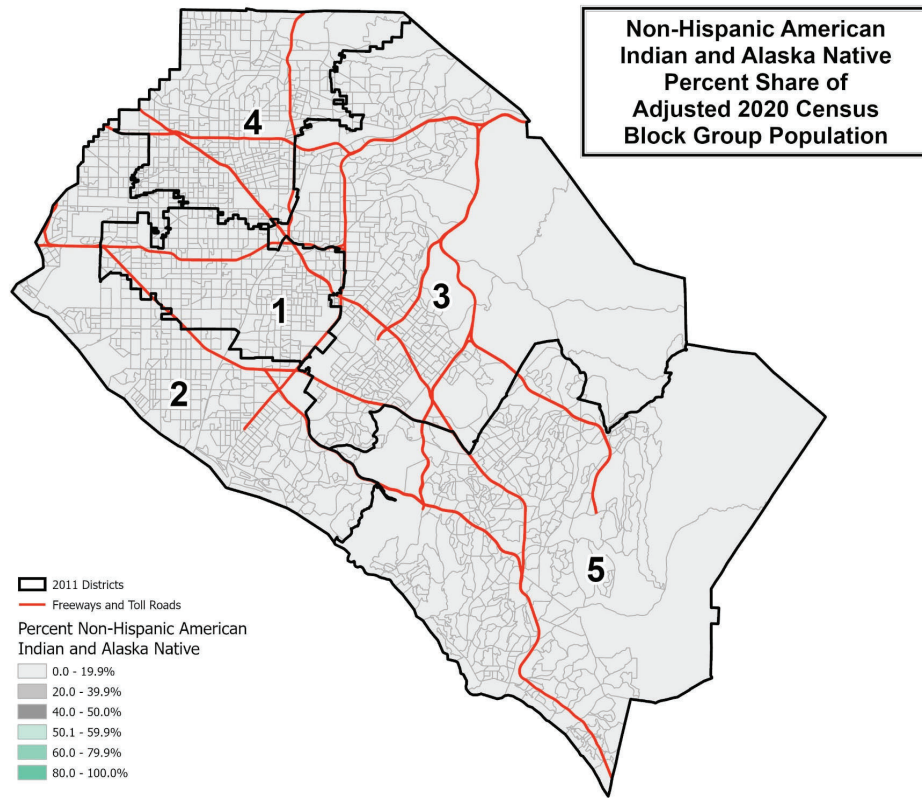 Non-Hispanic American
Indian and Alaska Native
Percent Share of
Adjusted 2020 Census
Block Group Population
4
3
1
2
5
2011 Districts
Freeways and Toll Roads
Percent Non-Hispanic American
Indian and Alaska Native
0.0 - 19.9%
20.0 - 39.9%
40.0 - 50.0%
50.1 - 59.9%
60.0 - 79.9%
80.0 - 100.0%